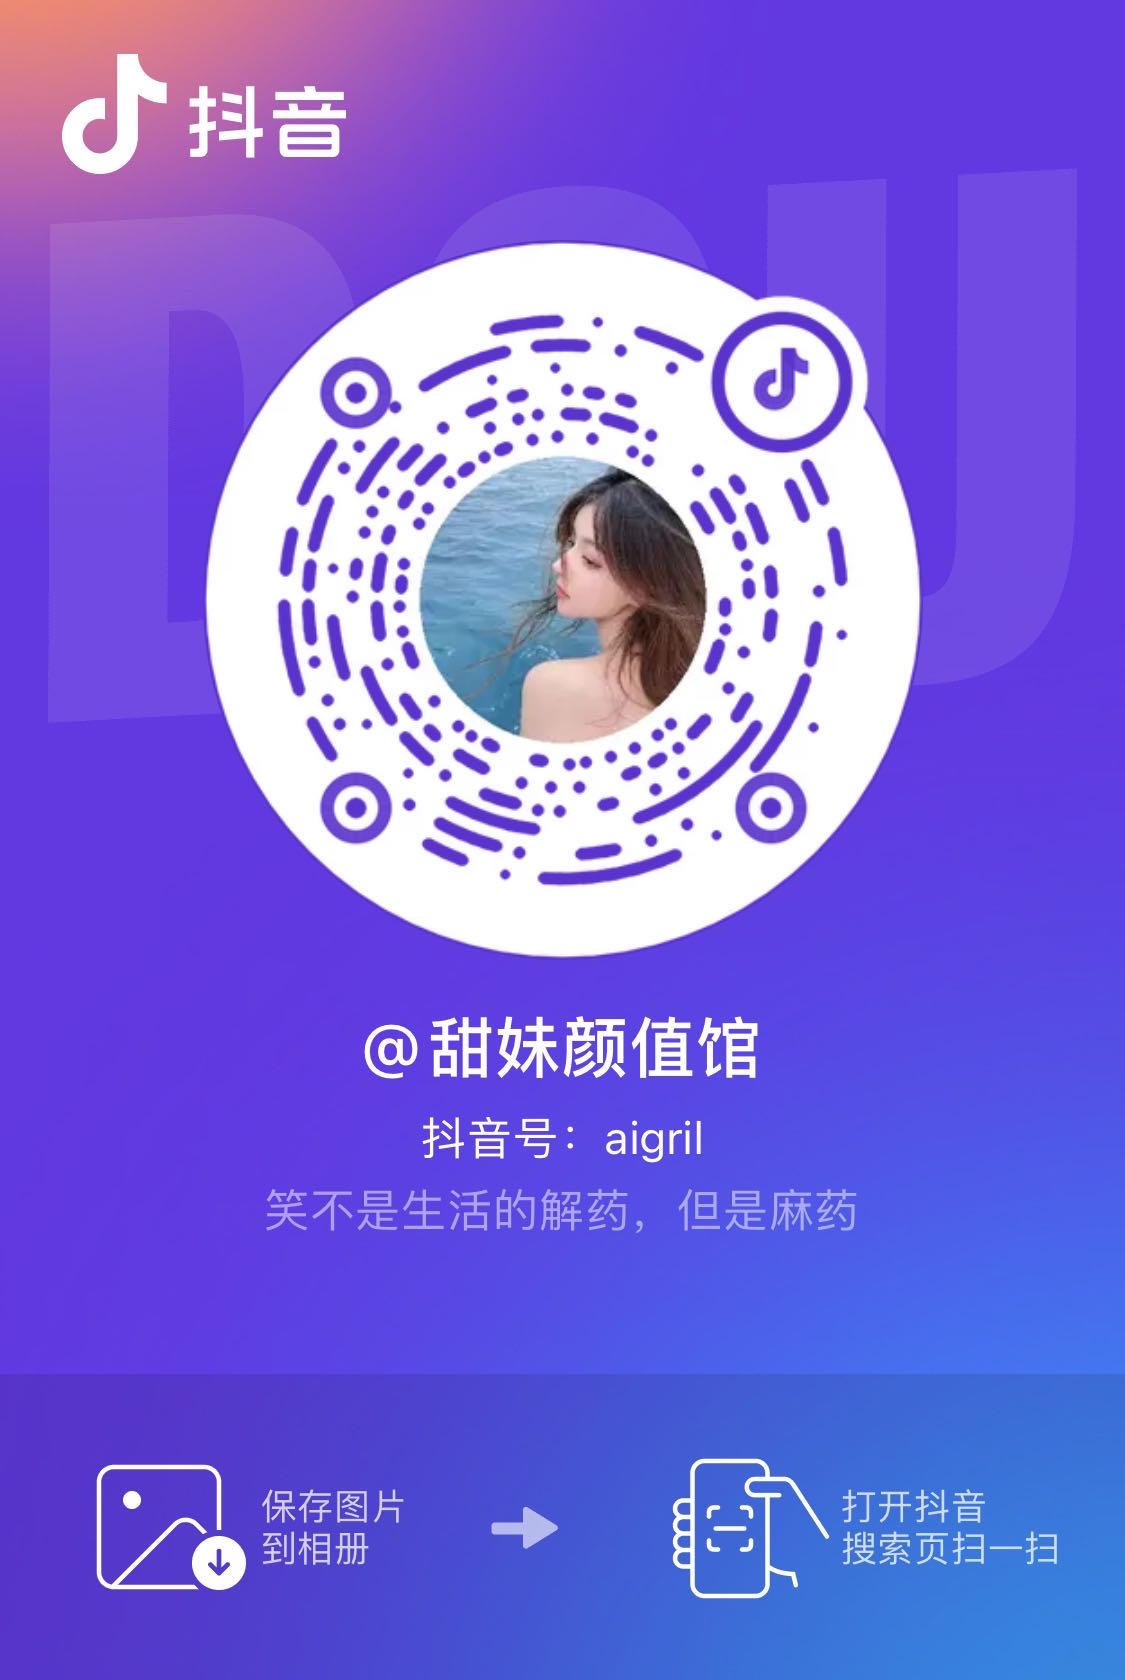 抖音
DOU
@甜妹颜值馆
抖音号：aigril
笑不是生活的解药，但是麻药
保存图片
到相册
打开抖音
搜索页扫一扫